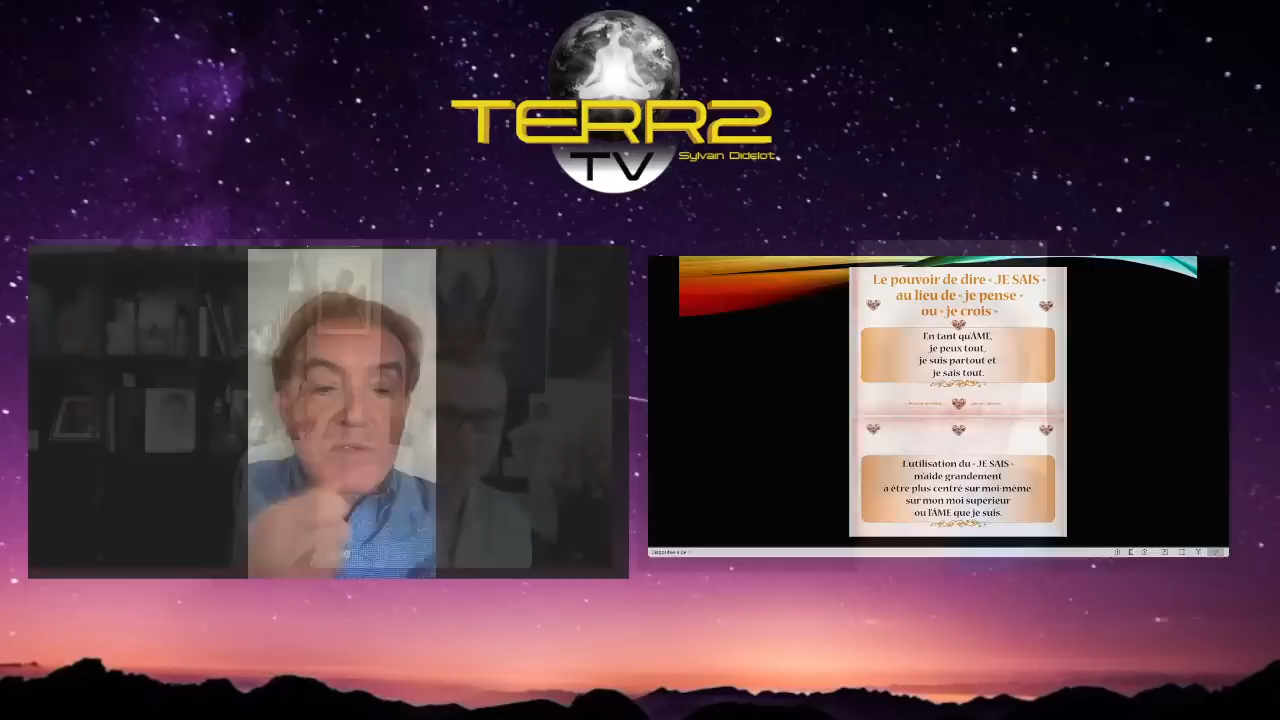 TERR2
TV
Sylvain Didelot
Le pouvoir de dire « JE SAIS »
au lieu de « je pense »
ou « je crois »
En tant qu'ÂME,
je peux tout,
je suis partout et
je sais tout.
L'utilisation du « JE SAIS »
m'aide grandement
à être plus centré sur moi-même,
sur mon moi supérieur
ou l'ÂME que je suis.